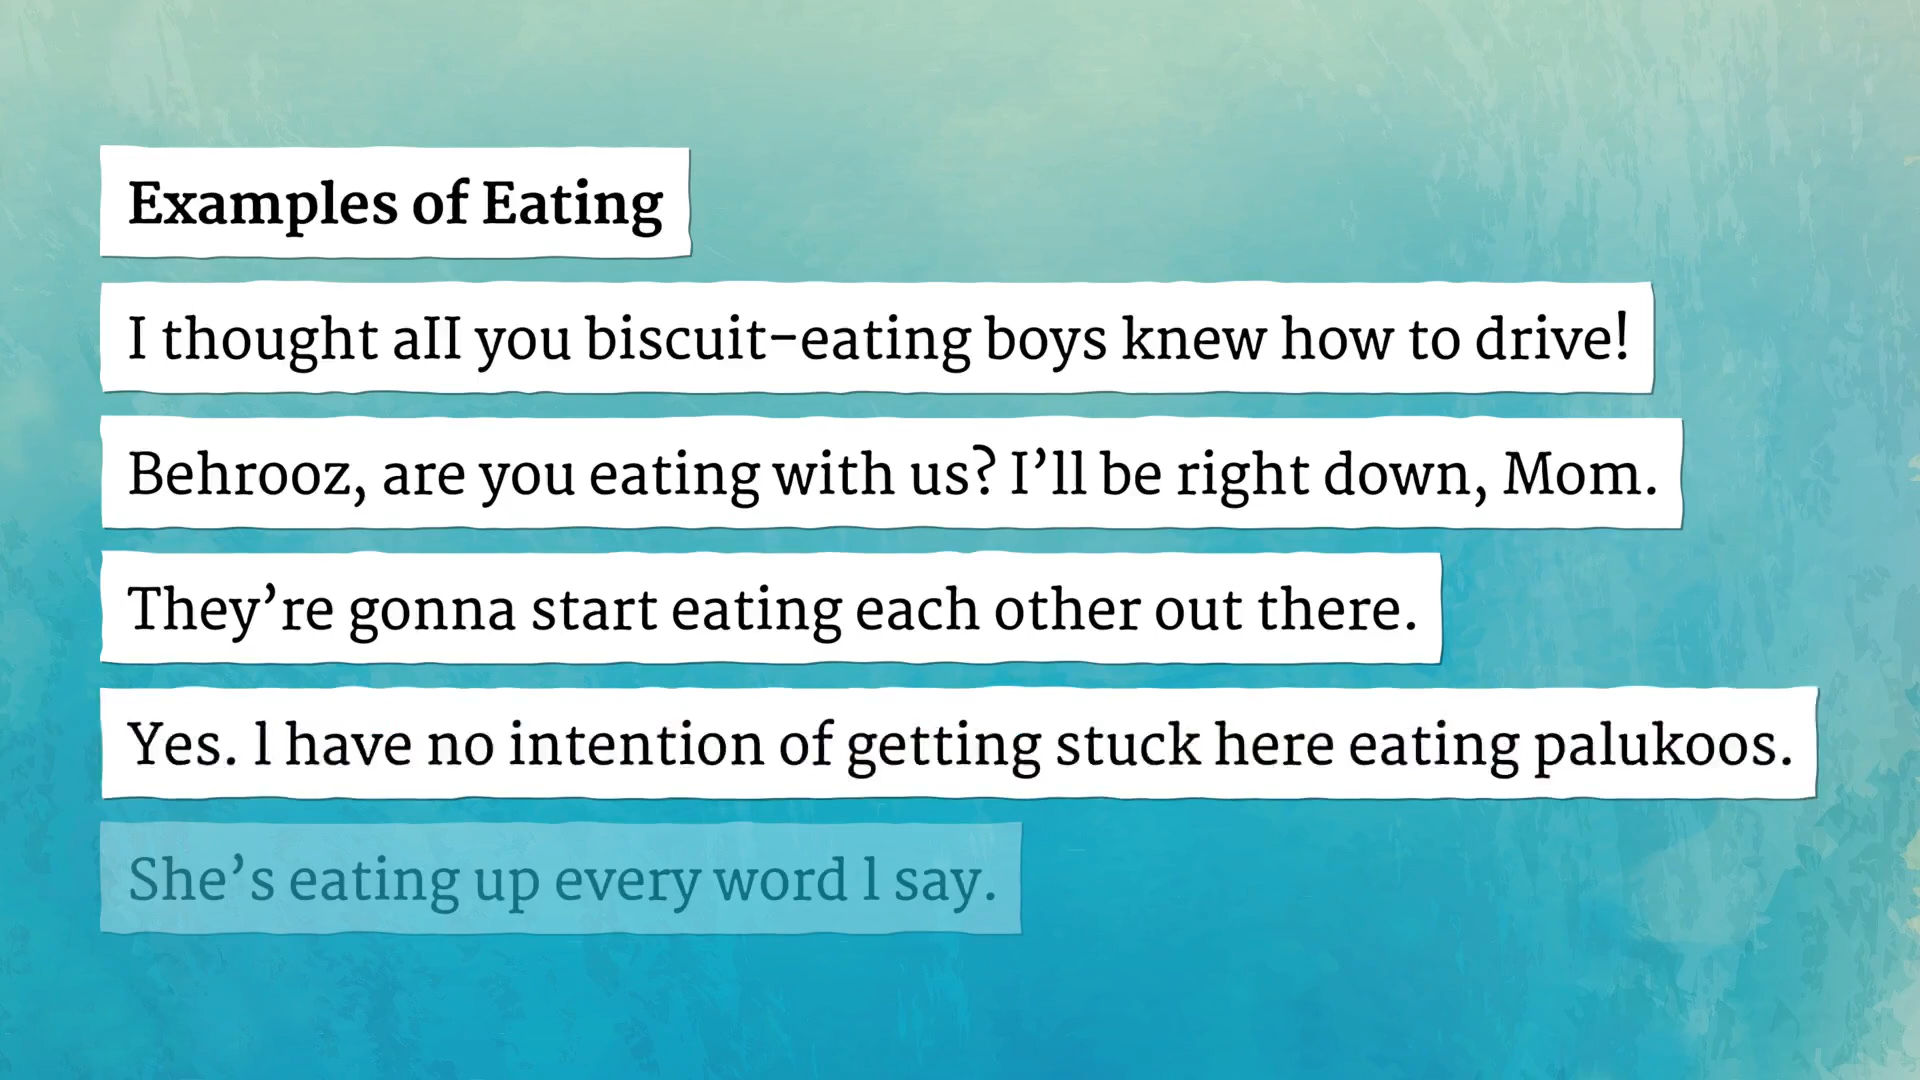 Examples of Eating
I thought aII you biscuit-eating boys knew how to drive!
Behrooz, are you eating with us? I’ll be right down, Mom.
They’re gonna start eating each other out there.
Yes. l have no intention of getting stuck here eating palukoos.
She’s eating up every word l say.